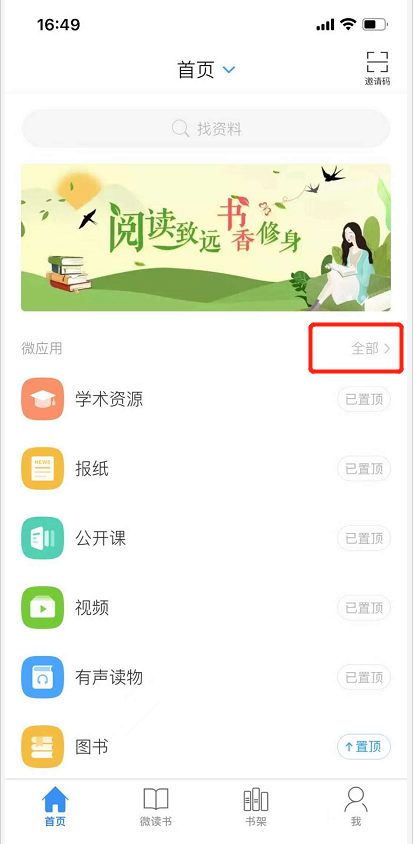 16:49
首页
邀请码
找资料
阅读致远 书香修身
微应用
全部
学术资源
已置顶
NEWS
报纸
已置顶
公开课
已置顶
视频
已置顶
有声读物
已置顶
图书
置顶
首页
微读书
书架
我